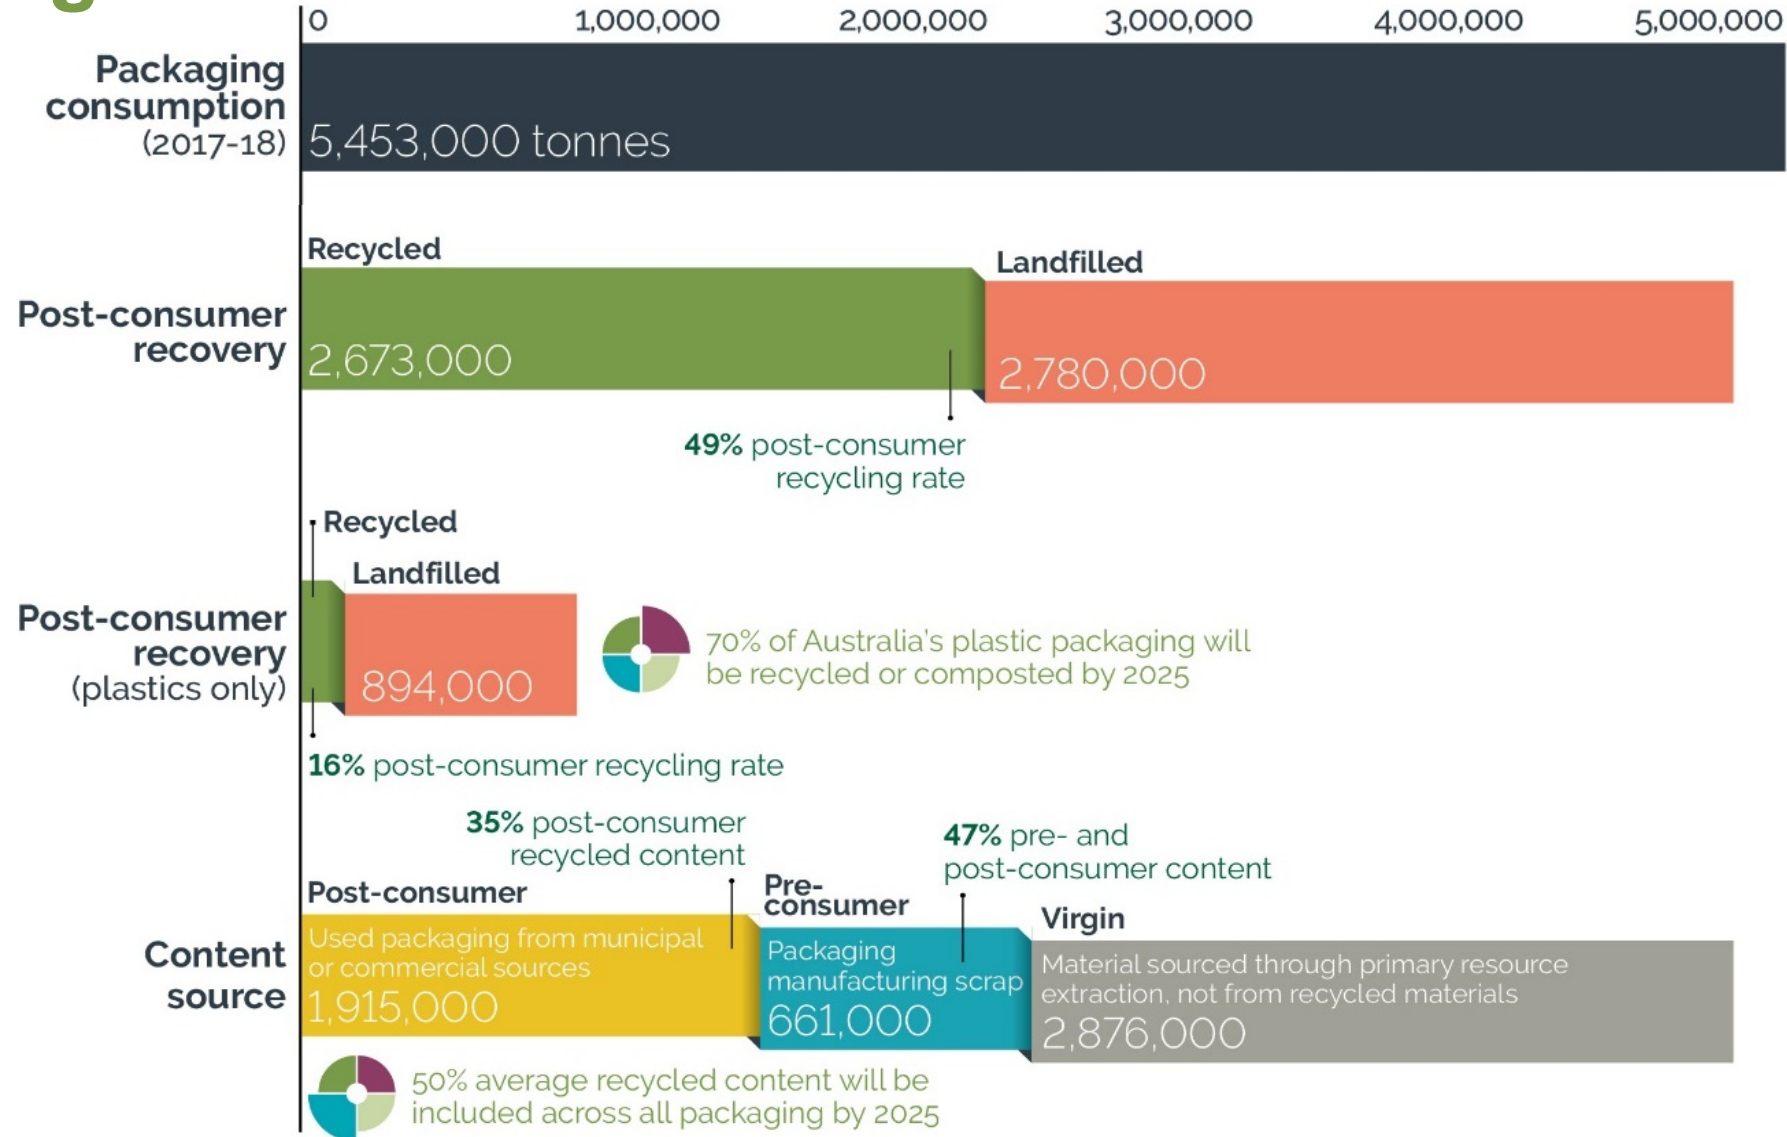 0 1,000,000 2,000,000 3,000,000 4,000,000 5,000,000
Packaging
consumption
(2017-18)
5,453,000 tonnes
Recycled
Landfilled
Post-consumer
recovery
2,673,000
2,780,000
49% post-consumer
recycling rate
Recycled
Landfilled
Post-consumer
recovery
(plastics only)
894,000
70% of Australia's plastic packaging will
be recycled or composted by 2025
16% post-consumer recycling rate
35% post-consumer
recycled content
47% pre- and
post-consumer content
Post-consumer
Pre-
consumer
Virgin
Content
source
Used packaging from municipal
or commercial sources
1,915,000
Packaging
manufacturing scrap
661,000
Material sourced through primary resource
extraction, not from recycled materials
2,876,000
50% average recycled content will be
included across all packaging by 2025